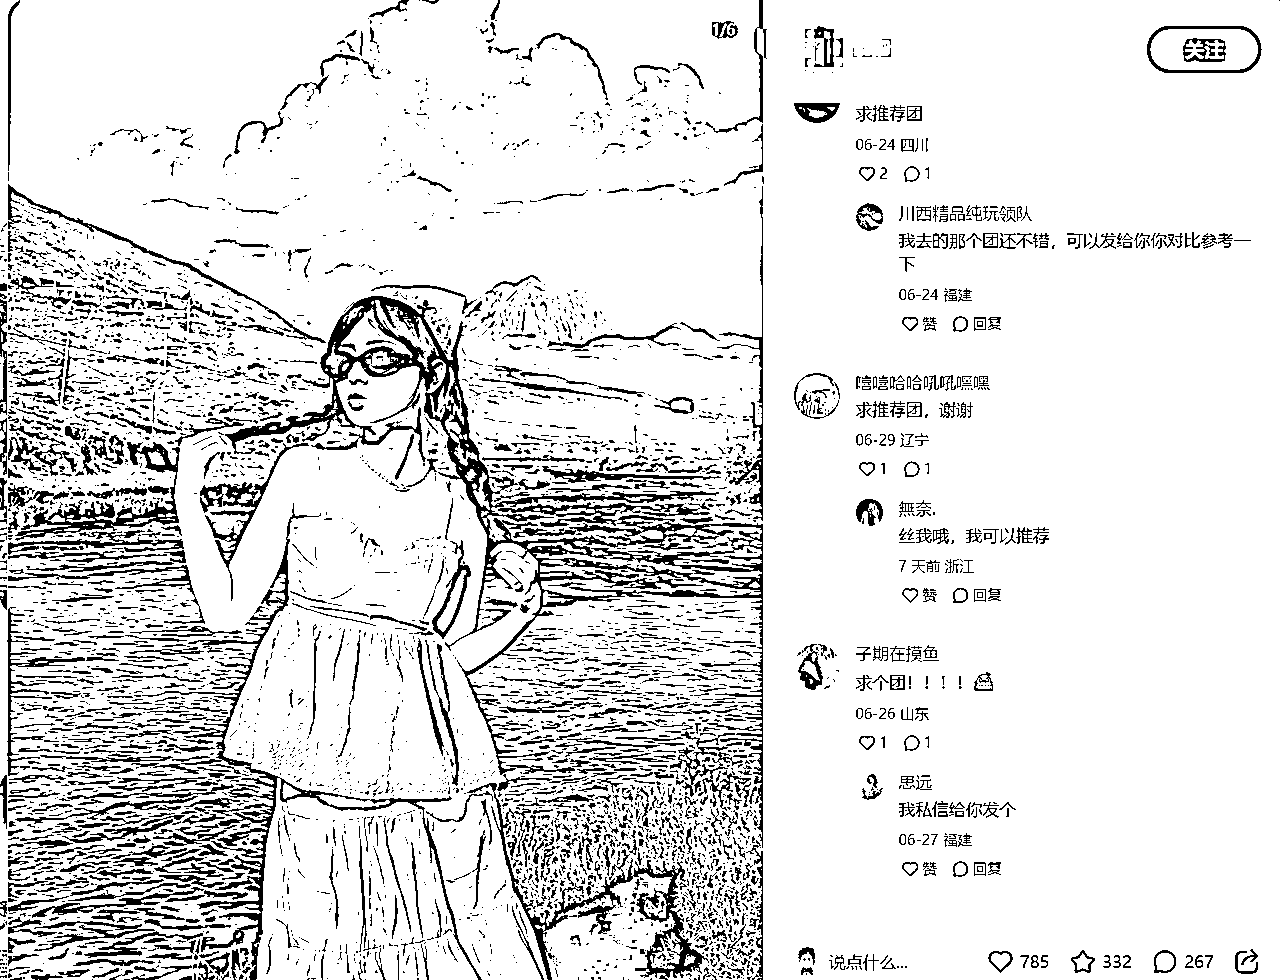 1/6
关注
求推荐团
06-24 四川
2 1
川西精品纯玩领队
我去的那个团还不错，可以发给你你对比参考一
下
06-24 福建
赞 回复
嘻嘻哈哈吼吼嘿嘿
求推荐团，谢谢
06-29 辽宁
1 1
無奈.
丝我哦，我可以推荐
7 天前 浙江
赞 回复
子期在摸鱼
求个团！！！！
06-26 山东
1 1
思远
我私信给你发个
06-27 福建
赞 回复
说点什么...
785 332 267